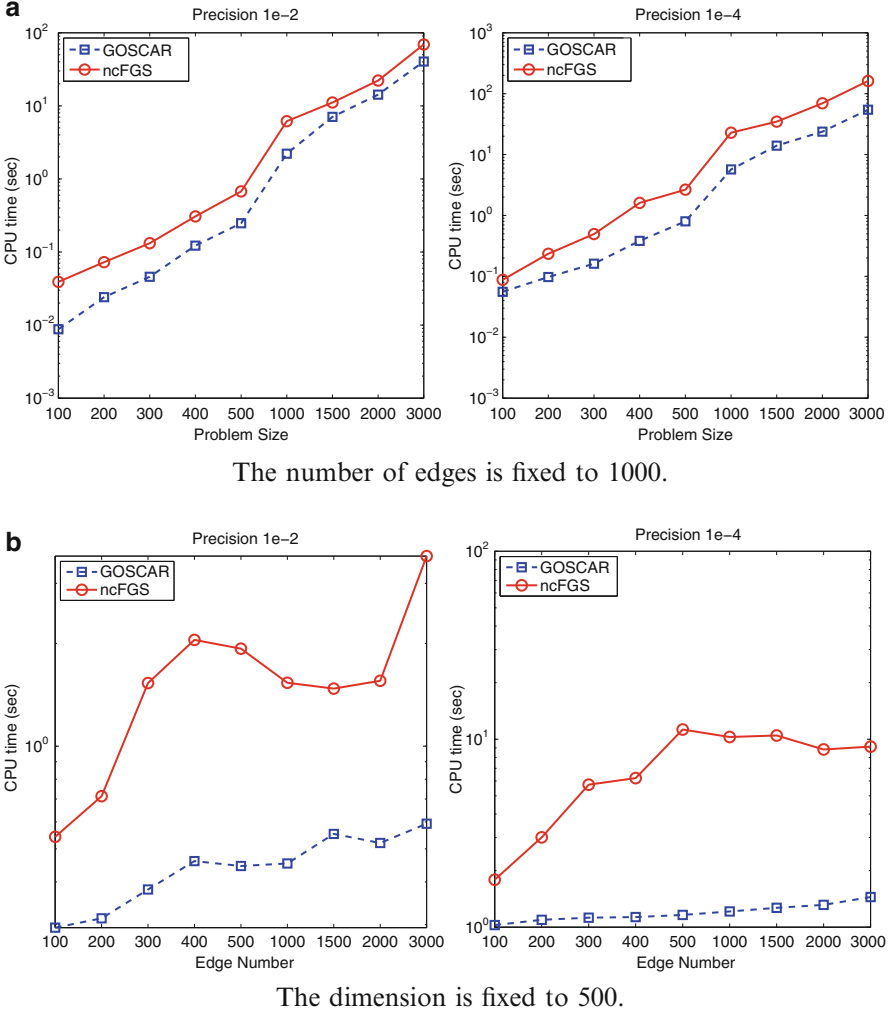 a
Precision 1e-2
GOSCAR
ncFGS
CPU time (sec)
10^2
10^1
10^0
10^-1
10^-2
10^-3
100 200 300 400 500 1000 1500 2000 3000
Problem Size
Precision 1e-4
GOSCAR
ncFGS
CPU time (sec)
10^3
10^2
10^1
10^0
10^-1
10^-2
10^-3
100 200 300 400 500 1000 1500 2000 3000
Problem Size
The number of edges is fixed to 1000.
b
Precision 1e-2
GOSCAR
ncFGS
CPU time (sec)
10^0
100 200 300 400 500 1000 1500 2000 3000
Edge Number
Precision 1e-4
GOSCAR
ncFGS
CPU time (sec)
10^2
10^1
10^0
100 200 300 400 500 1000 1500 2000 3000
Edge Number
The dimension is fixed to 500.